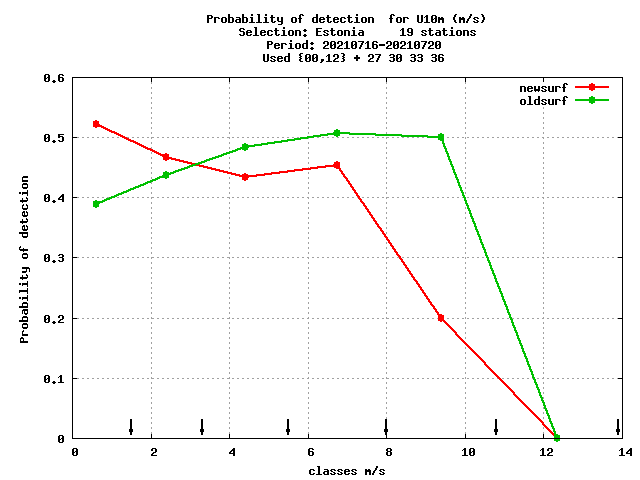 Probability of detection  for U10m (m/s)
Selection: Estonia     19 stations
Period: 20210716-20210720
Used {00,12} + 27 30 33 36
newsurf
oldsurf
0.6
0.5
0.4
0.3
0.2
0.1
0
Probability of detection
0 2 4 6 8 10 12 14
classes m/s